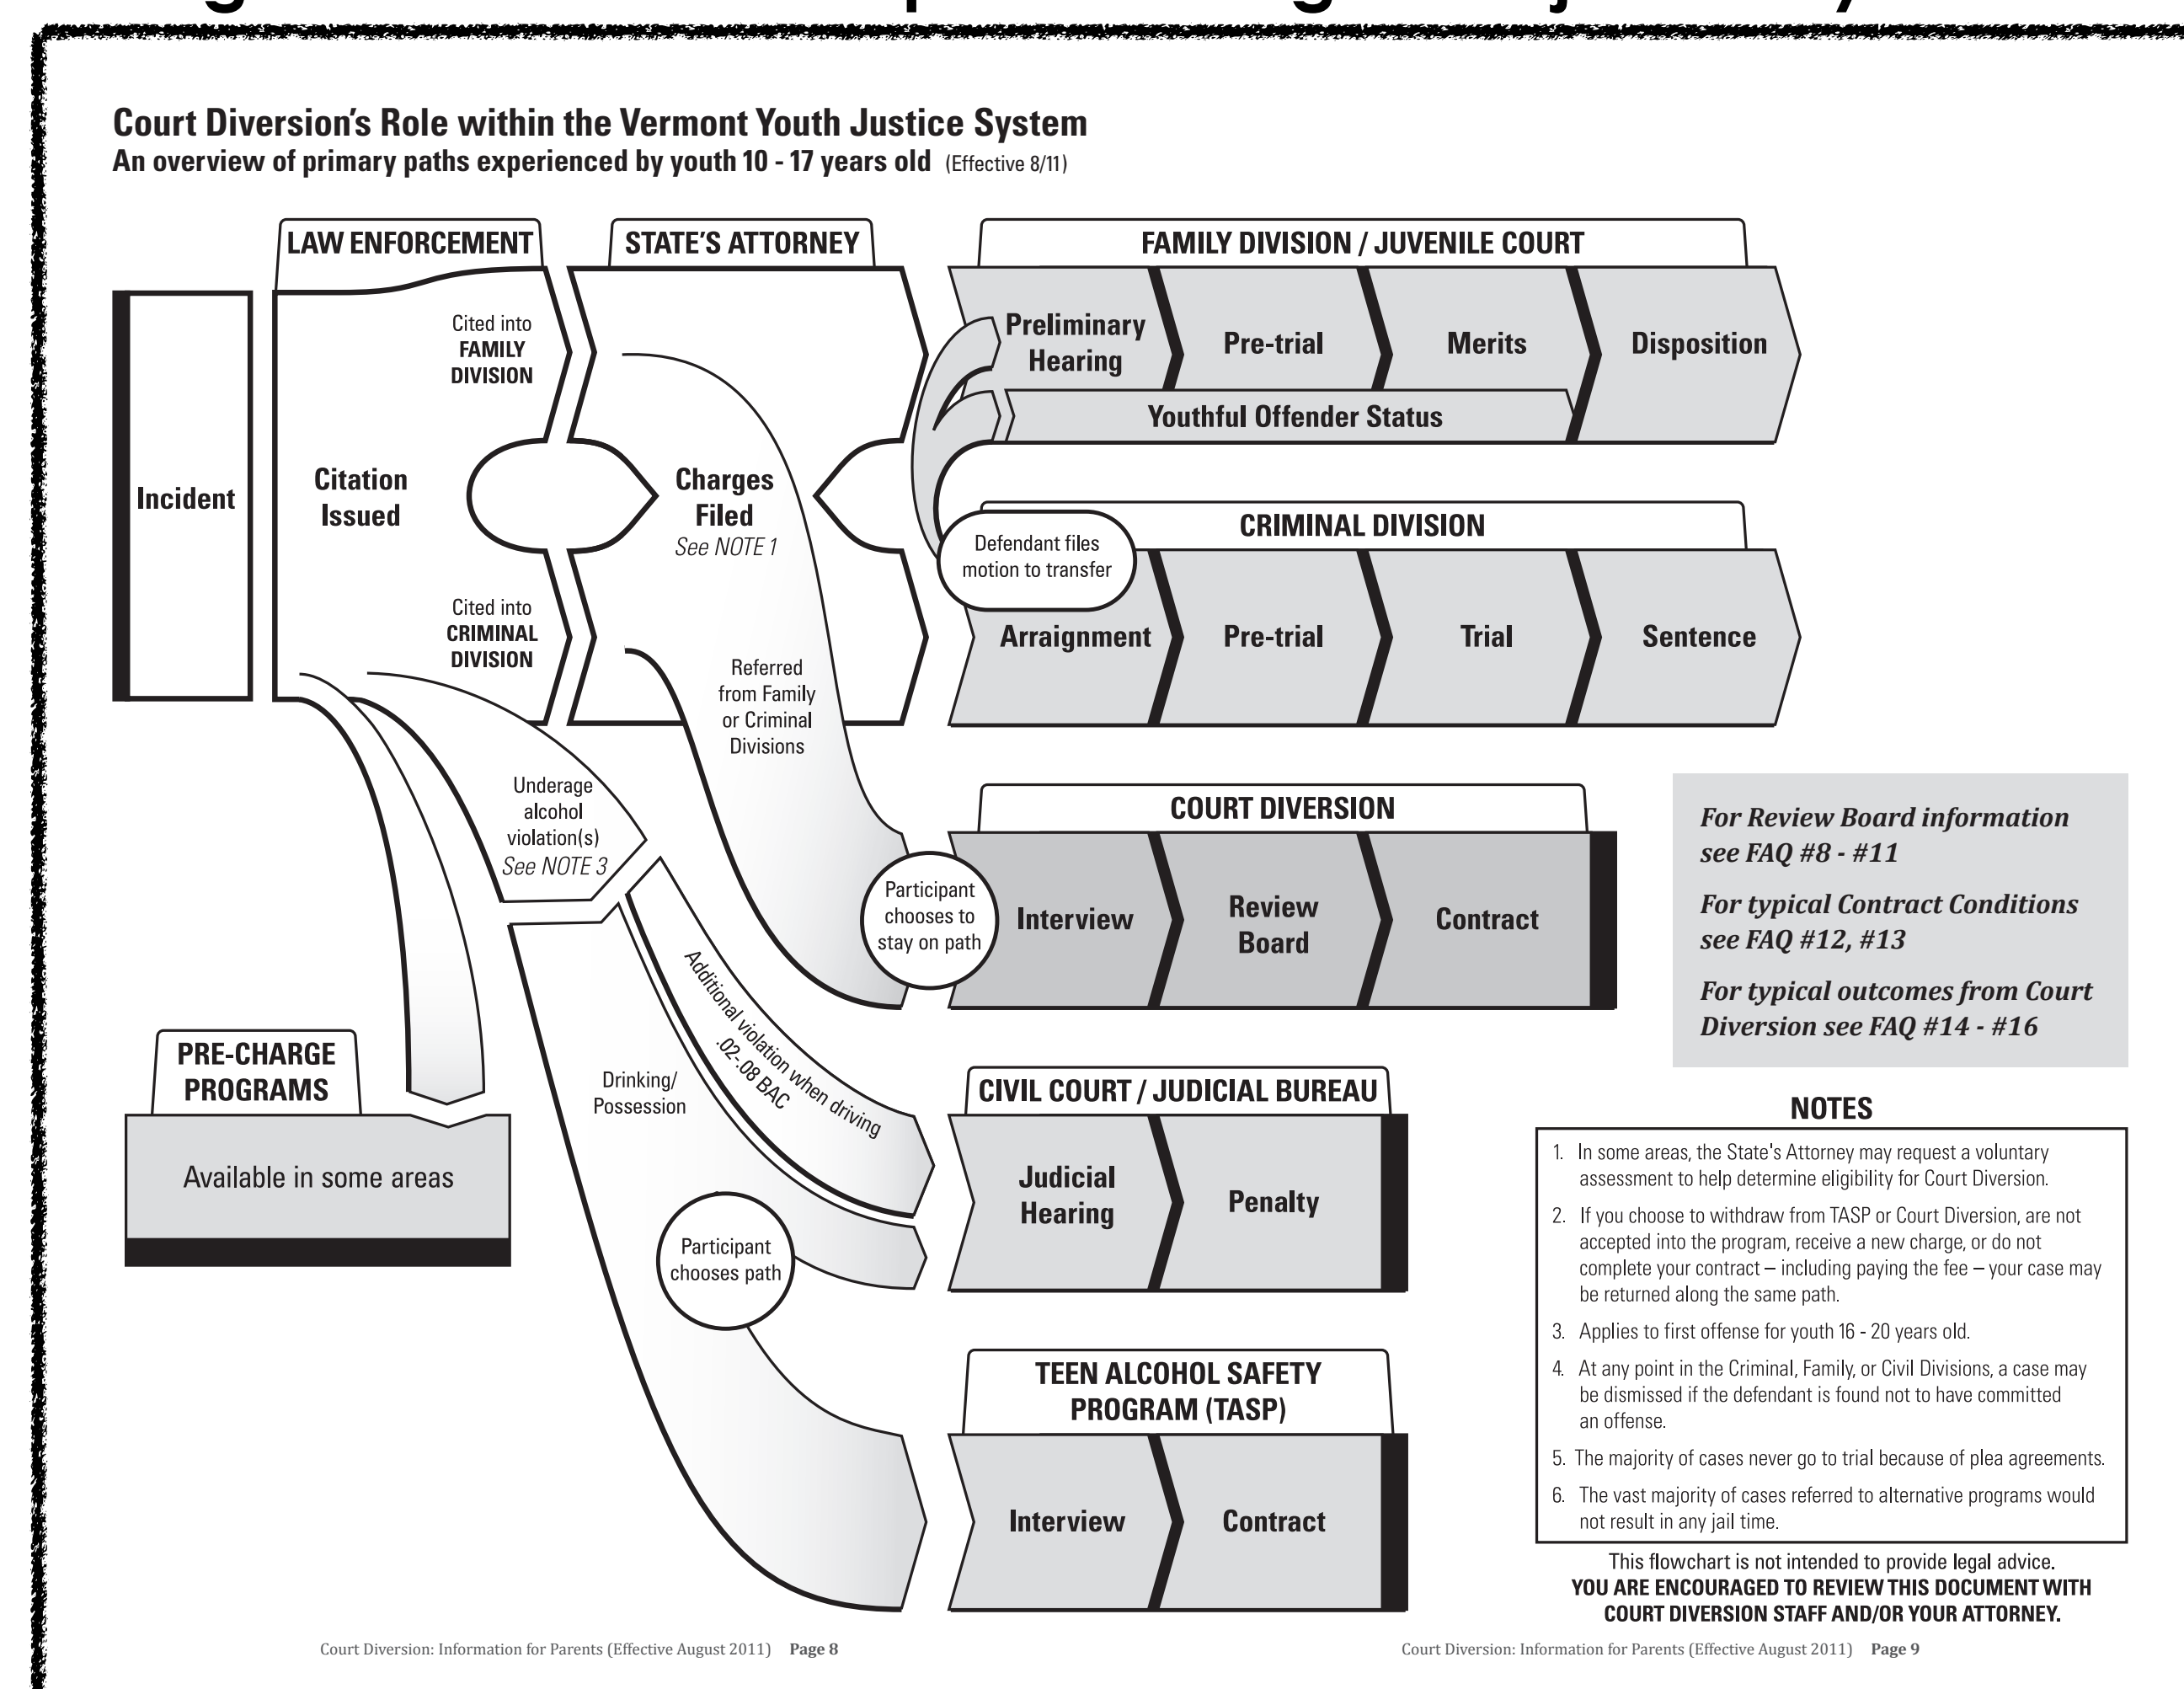 Court Diversion's Role within the Vermont Youth Justice System
An overview of primary paths experienced by youth 10 - 17 years old (Effective 8/11)
LAW ENFORCEMENT
STATE'S ATTORNEY
FAMILY DIVISION / JUVENILE COURT
Incident
Citation
Issued
Cited into
FAMILY
DIVISION
Cited into
CRIMINAL
DIVISION
Charges
Filed
See NOTE 1
Preliminary
Hearing
Pre-trial
Merits
Disposition
Youthful Offender Status
CRIMINAL DIVISION
Defendant files
motion to transfer
Arraignment
Pre-trial
Trial
Sentence
Referred
from Family
or Criminal
Divisions
Underage
alcohol
violation(s)
See NOTE 3
COURT DIVERSION
Participant
chooses to
stay on path
Interview
Review
Board
Contract
For Review Board information
see FAQ #8 - #11
For typical Contract Conditions
see FAQ #12, #13
For typical outcomes from Court
Diversion see FAQ #14 - #16
PRE-CHARGE
PROGRAMS
Available in some areas
Additional violation when driving
.02-.08 BAC
Drinking/
Possession
Participant
chooses path
CIVIL COURT / JUDICIAL BUREAU
Judicial
Hearing
Penalty
TEEN ALCOHOL SAFETY
PROGRAM (TASP)
Interview
Contract
NOTES
1. In some areas, the State's Attorney may request a voluntary
assessment to help determine eligibility for Court Diversion.
2. If you choose to withdraw from TASP or Court Diversion, are not
accepted into the program, receive a new charge, or do not
complete your contract – including paying the fee – your case may
be returned along the same path.
3. Applies to first offense for youth 16 - 20 years old.
4. At any point in the Criminal, Family, or Civil Divisions, a case may
be dismissed if the defendant is found not to have committed
an offense.
5. The majority of cases never go to trial because of plea agreements.
6. The vast majority of cases referred to alternative programs would
not result in any jail time.
This flowchart is not intended to provide legal advice.
YOU ARE ENCOURAGED TO REVIEW THIS DOCUMENT WITH
COURT DIVERSION STAFF AND/OR YOUR ATTORNEY.
Court Diversion: Information for Parents (Effective August 2011) Page 8
Court Diversion: Information for Parents (Effective August 2011) Page 9